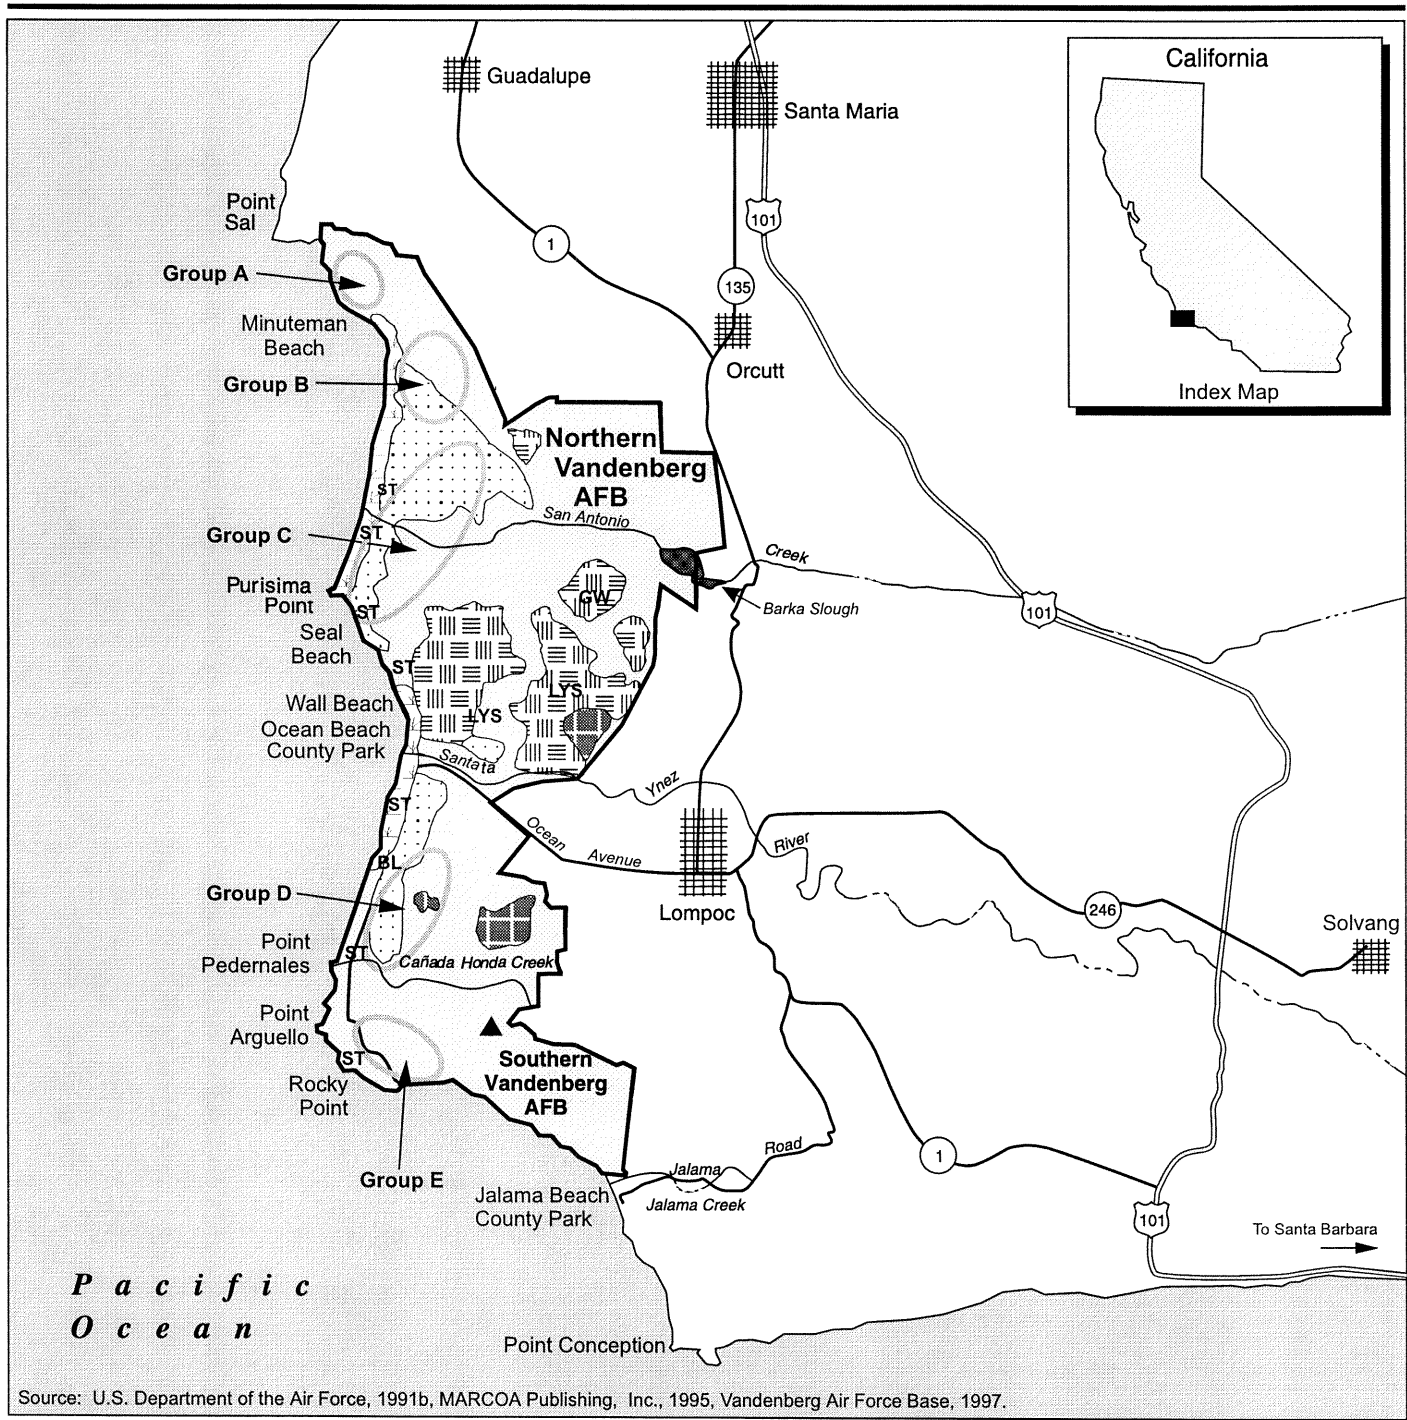 California
Index Map
Guadalupe
Santa Maria
Point
Sal
101
1
Group A
135
Minuteman
Beach
Orcutt
Group B
Northern
Vandenberg
AFB
ST
San Antonio
ST
Group C
Creek
Purisima
Point
GW
Barka Slough
101
ST
Seal
Beach
ST
LYS
Wall Beach
LYS
Ocean Beach
County Park
Santa ta
Ynez
ST
Ocean
Avenue
River
BL
Group D
Lompoc
246
Solvang
Point
Pedernales
ST
Cañada Honda Creek
Point
Arguello
ST
Southern
Vandenberg
AFB
Rocky
Point
Road
1
Group E
Jalama
Jalama Beach
County Park
Jalama Creek
101
To Santa Barbara
Pacific
Ocean
Point Conception
Source: U.S. Department of the Air Force, 1991b, MARCOA Publishing, Inc., 1995, Vandenberg Air Force Base, 1997.